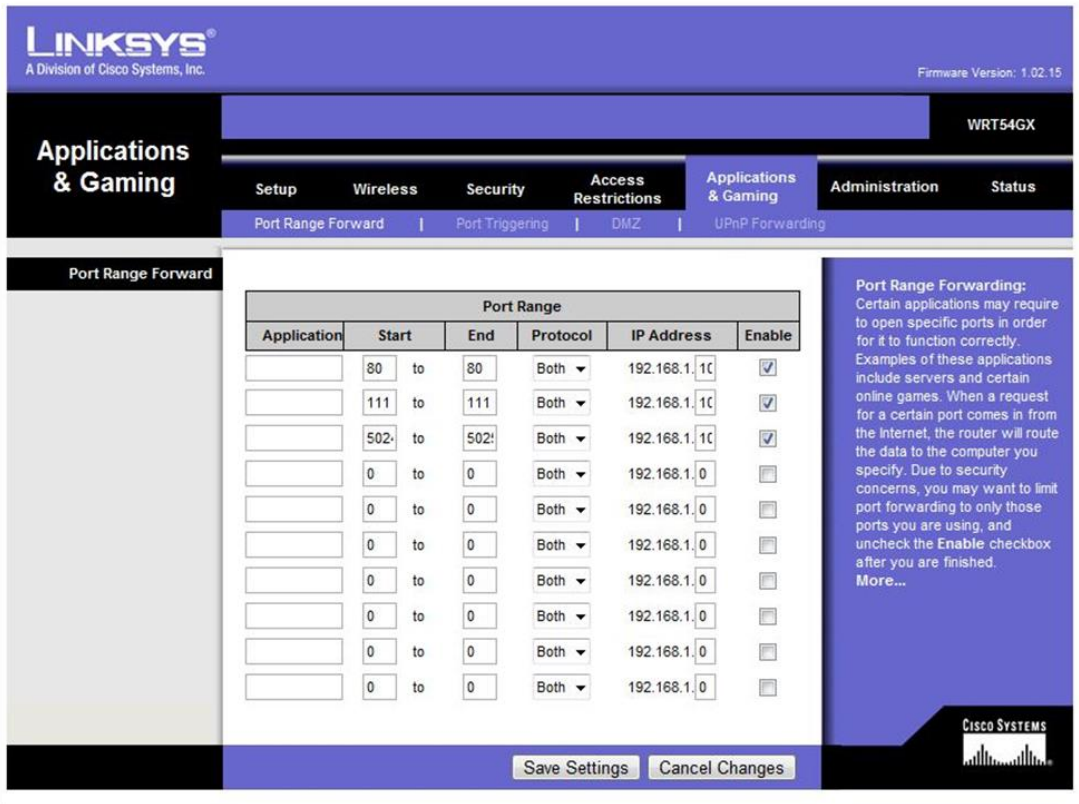 LINKSYS®
A Division of Cisco Systems, Inc.
Firmware Version: 1.02.15
WRT54GX
Applications & Gaming
Setup Wireless Security Access Restrictions Applications & Gaming Administration Status
Port Range Forward | Port Triggering | DMZ | UPnP Forwarding
Port Range Forward
Port Range
Application Start End Protocol IP Address Enable
80 to 80 Both 192.168.1. 10
111 to 111 Both 192.168.1. 10
502 to 502 Both 192.168.1. 10
0 to 0 Both 192.168.1. 0
0 to 0 Both 192.168.1. 0
0 to 0 Both 192.168.1. 0
0 to 0 Both 192.168.1. 0
0 to 0 Both 192.168.1. 0
0 to 0 Both 192.168.1. 0
0 to 0 Both 192.168.1. 0
Port Range Forwarding:
Certain applications may require
to open specific ports in order
for it to function correctly.
Examples of these applications
include servers and certain
online games. When a request
for a certain port comes in from
the Internet, the router will route
the data to the computer you
specify. Due to security
concerns, you may want to limit
port forwarding to only those
ports you are using, and
uncheck the Enable checkbox
after you are finished.
More...
Save Settings Cancel Changes
CISCO SYSTEMS